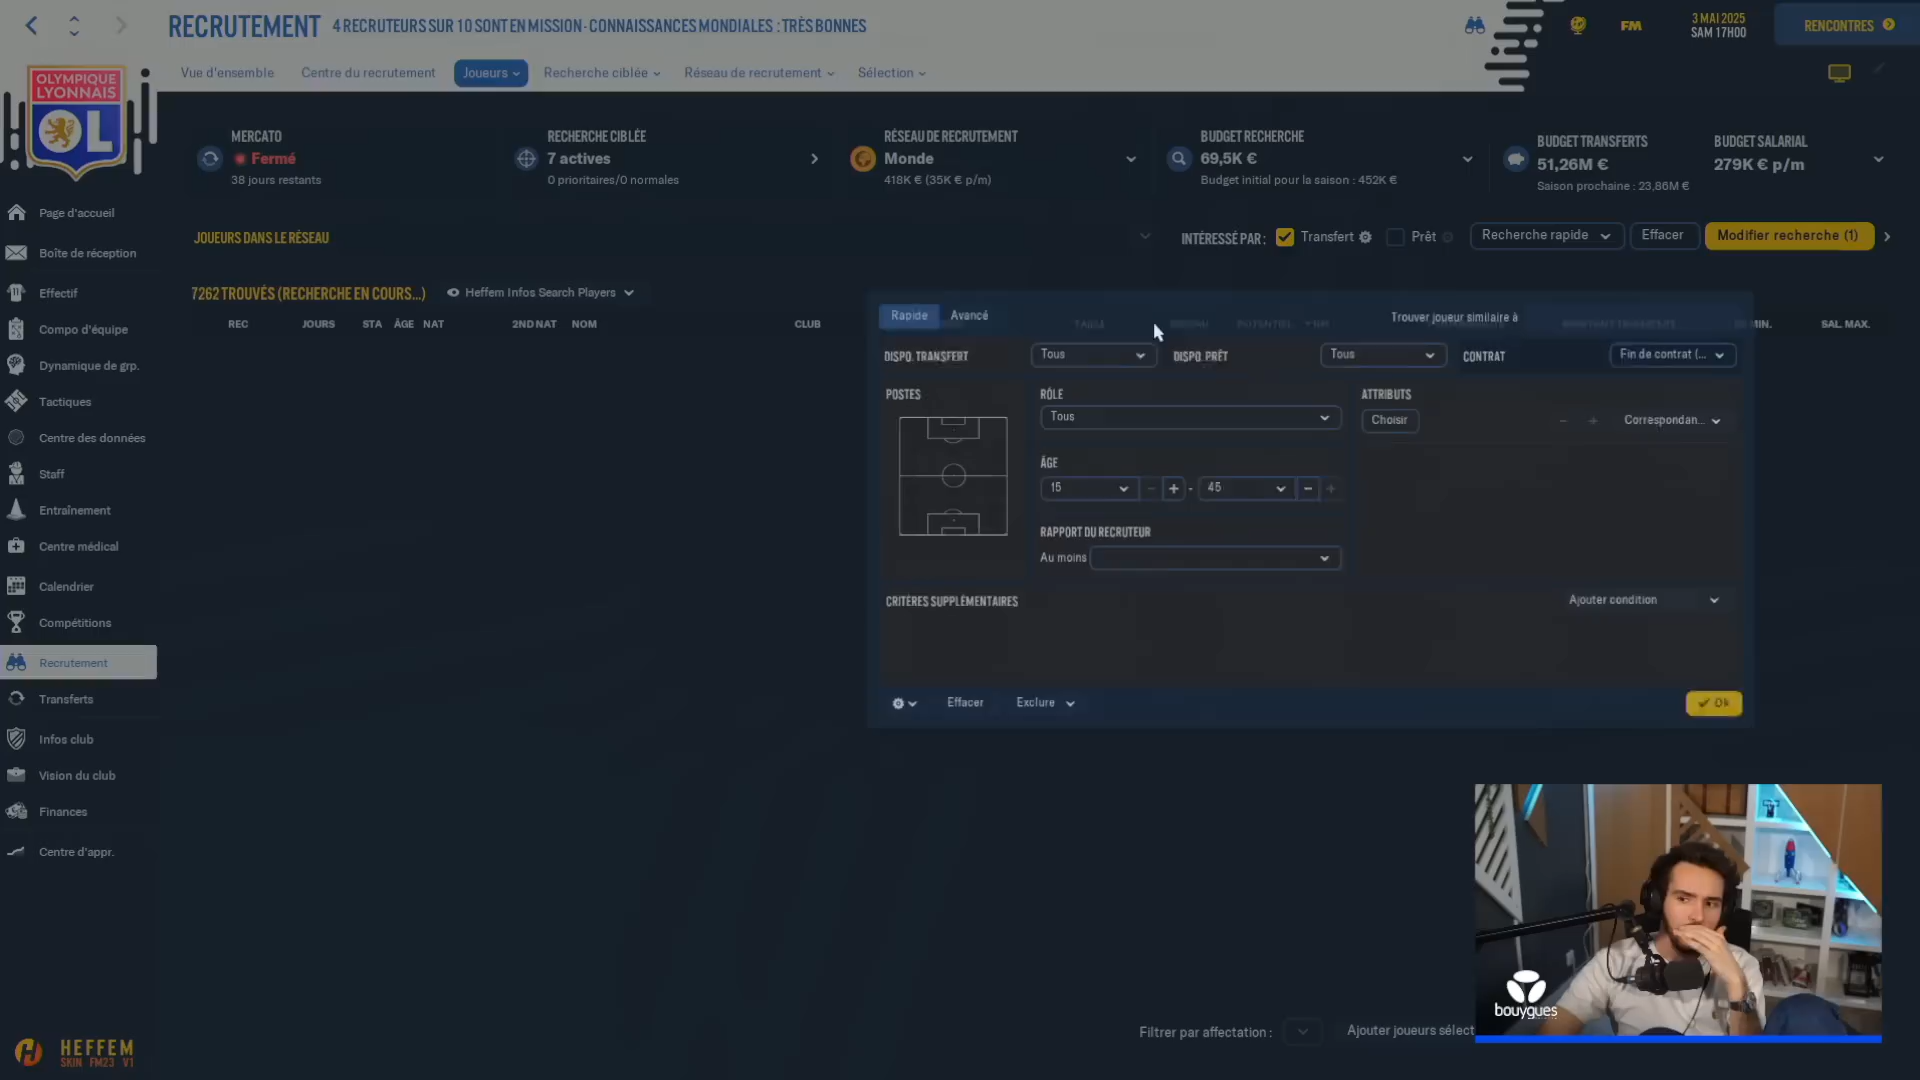 RECRUTEMENT 4 RECRUTEURS SUR 10 SONT EN MISSION · CONNAISSANCES MONDIALES : TRÈS BONNES
FM
3 MAI 2025
SAM 17H00
RENCONTRES
Vue d'ensemble Centre du recrutement Joueurs Recherche ciblée Réseau de recrutement Sélection
OLYMPIQUE
LYONNAIS
OL
MERCATO
Fermé
38 jours restants
RECHERCHE CIBLÉE
7 actives
0 prioritaires/0 normales
RÉSEAU DE RECRUTEMENT
Monde
418K € (35K € p/m)
BUDGET RECHERCHE
69,5K €
Budget initial pour la saison : 452K €
BUDGET TRANSFERTS
51,26M €
Saison prochaine : 23,86M €
BUDGET SALARIAL
279K € p/m
Page d'accueil
Boîte de réception
Effectif
Compo d'équipe
Dynamique de grp.
Tactiques
Centre des données
Staff
Entraînement
Centre médical
Calendrier
Compétitions
Recrutement
Transferts
Infos club
Vision du club
Finances
Centre d'appr.
HEFFEM
SKIN FM23 V1
JOUEURS DANS LE RÉSEAU
INTÉRESSÉ PAR : Transfert Prêt Recherche rapide Effacer Modifier recherche (1)
7262 TROUVÉS (RECHERCHE EN COURS...) Heffem Infos Search Players
REC JOURS STA ÂGE NAT 2ND NAT NOM CLUB
TAILLE POTENTIEL MIN. SAL. MAX.
Rapide Avancé Trouver joueur similaire à
DISPO. TRANSFERT Tous DISPO. PRÊT Tous CONTRAT Fin de contrat (...
POSTES
RÔLE
Tous
ÂGE
15 - + - 45 - +
RAPPORT DU RECRUTEUR
Au moins
ATTRIBUTS
Choisir - + Correspondan...
CRITÈRES SUPPLÉMENTAIRES Ajouter condition
Effacer Exclure Ok
Filtrer par affectation : Ajouter joueurs sélect
bouygues